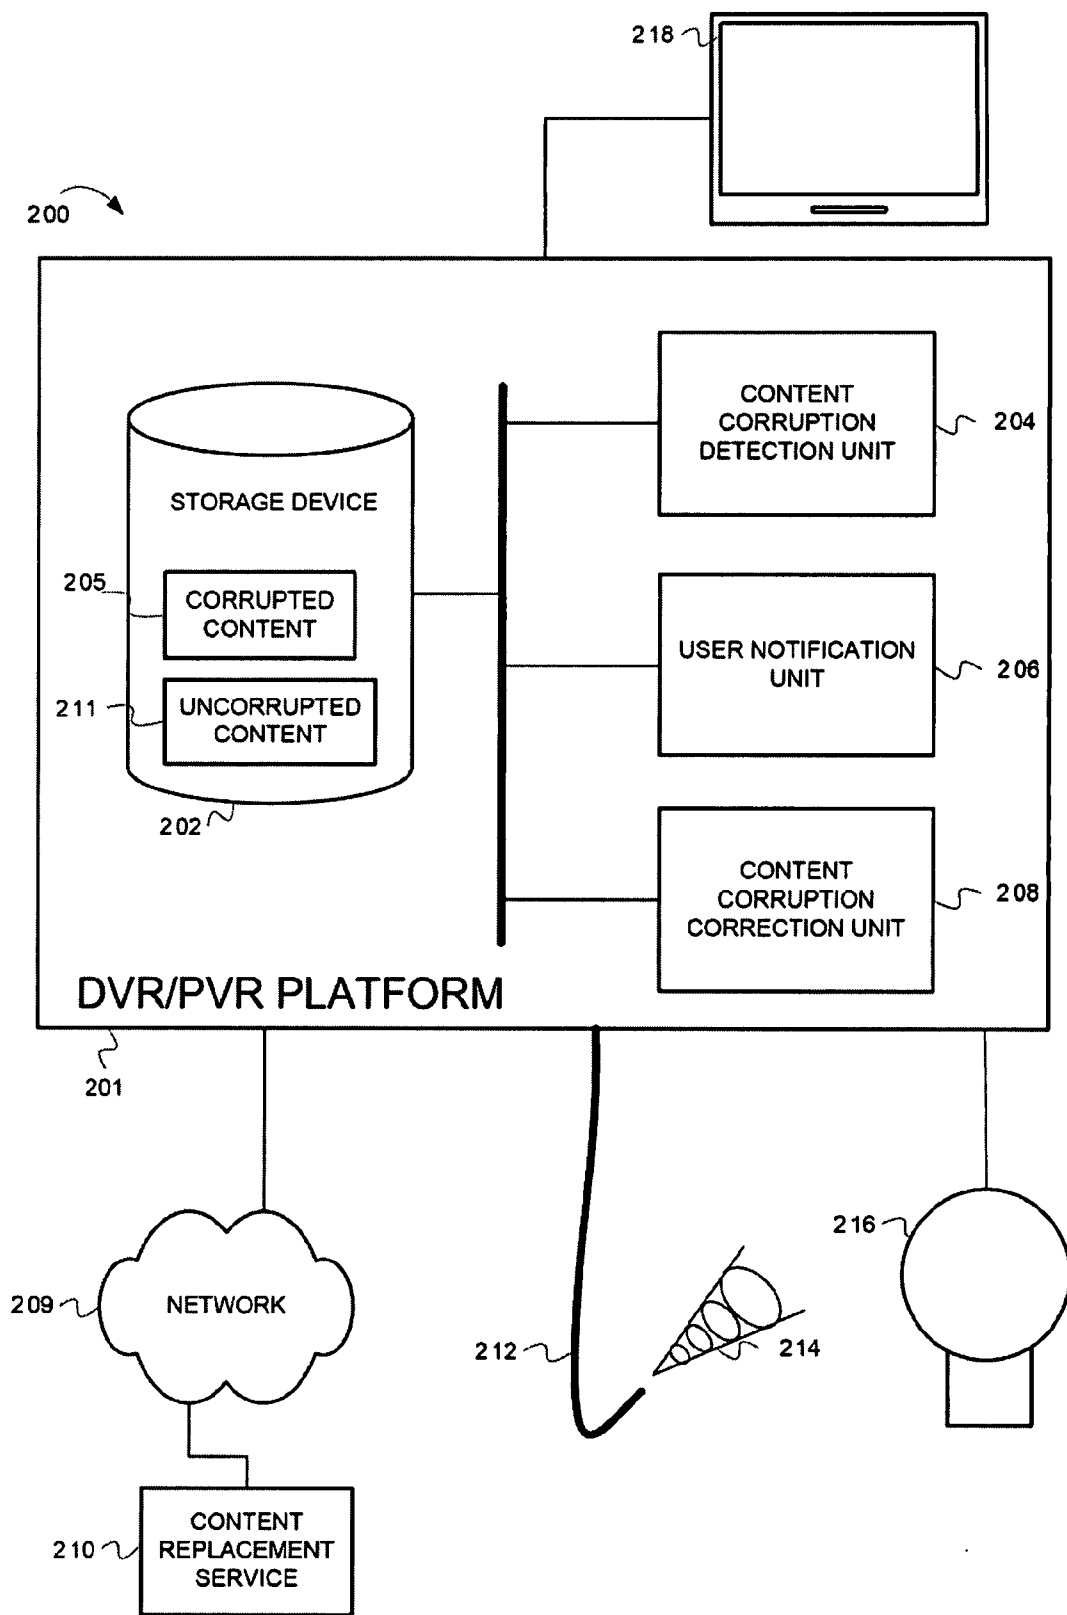 218
200
CONTENT
CORRUPTION
DETECTION UNIT
204
STORAGE DEVICE
205
CORRUPTED
CONTENT
USER NOTIFICATION
UNIT
206
211
UNCORRUPTED
CONTENT
202
CONTENT
CORRUPTION
CORRECTION UNIT
208
DVR/PVR PLATFORM
201
216
209
NETWORK
212
214
210
CONTENT
REPLACEMENT
SERVICE